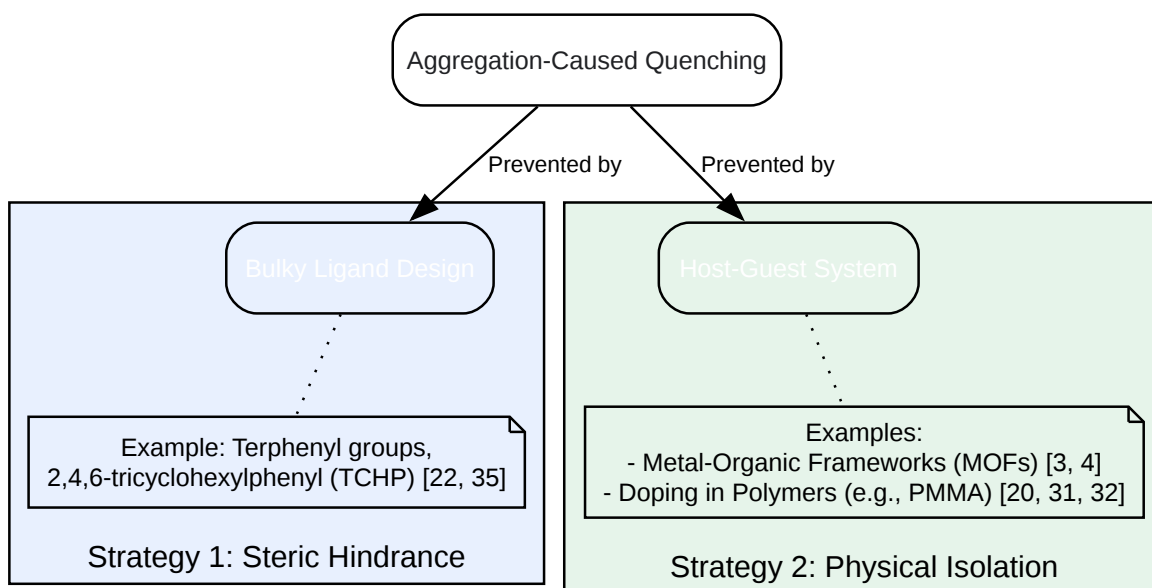 Aggregation-Caused Quenching
Prevented by
Prevented by
Bulky Ligand Design
Host-Guest System
Example: Terphenyl groups,
2,4,6-tricyclohexylphenyl (TCHP) [22, 35]
Examples:
- Metal-Organic Frameworks (MOFs) [3, 4]
- Doping in Polymers (e.g., PMMA) [20, 31, 32]
Strategy 1: Steric Hindrance
Strategy 2: Physical Isolation